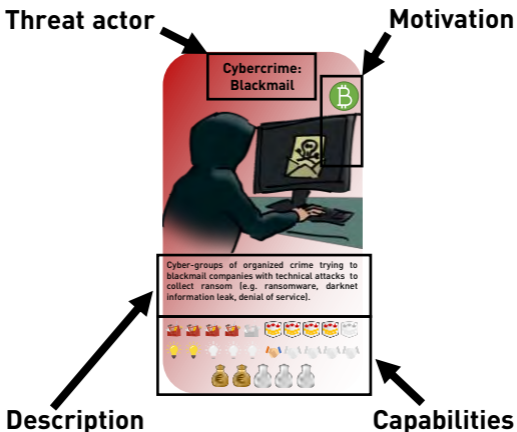 Threat actor
Motivation
Cybercrime:
Blackmail
Cyber-groups of organized crime trying to
blackmail companies with technical attacks to
collect ransom (e.g. ransomware, darknet
information leak, denial of service).
Description
Capabilities